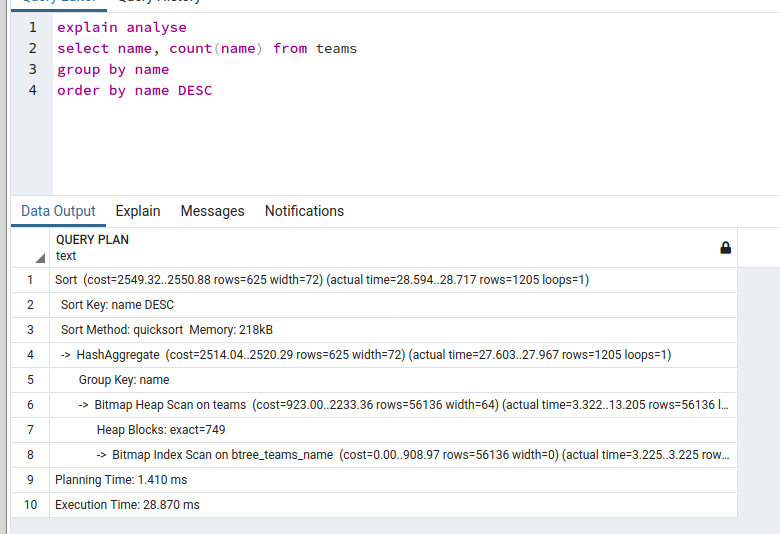 1 explain analyse
2 select name, count(name) from teams
3 group by name
4 order by name DESC
Data Output Explain Messages Notifications
QUERY PLAN
text
1 Sort (cost=2549.32..2550.88 rows=625 width=72) (actual time=28.594..28.717 rows=1205 loops=1)
2 Sort Key: name DESC
3 Sort Method: quicksort Memory: 218kB
4 -> HashAggregate (cost=2514.04..2520.29 rows=625 width=72) (actual time=27.603..27.967 rows=1205 loops=1)
5 Group Key: name
6 -> Bitmap Heap Scan on teams (cost=923.00..2233.36 rows=56136 width=64) (actual time=3.322..13.205 rows=56136 l...
7 Heap Blocks: exact=749
8 -> Bitmap Index Scan on btree_teams_name (cost=0.00..908.97 rows=56136 width=0) (actual time=3.225..3.225 row...
9 Planning Time: 1.410 ms
10 Execution Time: 28.870 ms